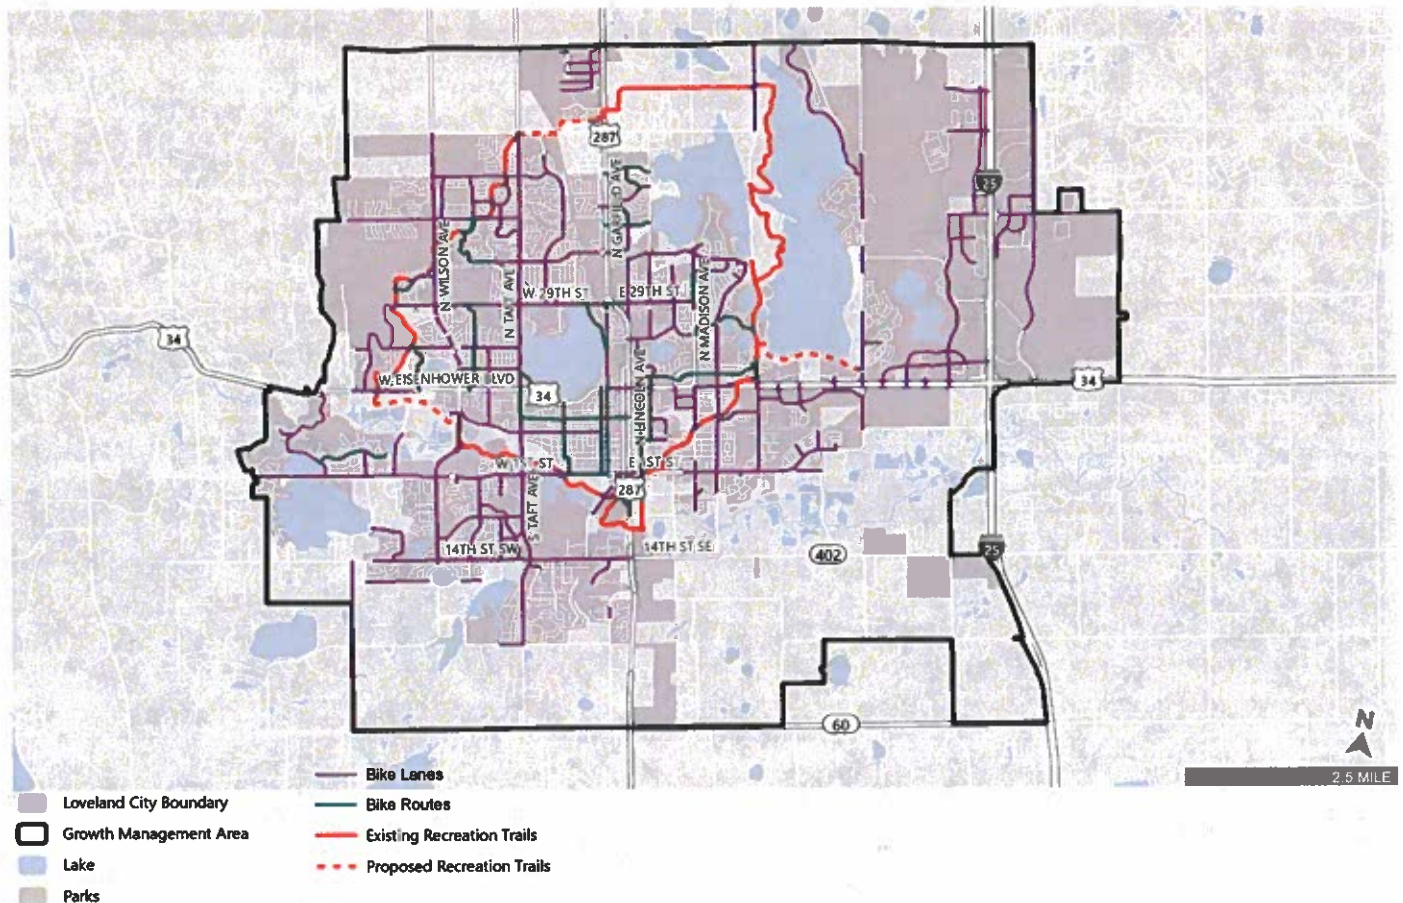 287
25
N GARFIELD AVE
N WILSON AVE
N TAFT AVE
W 29TH ST
E 29TH ST
N MADISON AVE
34
W EISENHOWER BLVD
34
34
N LINCOLN AVE
W 1ST ST
E 1ST ST
287
S TAFT AVE
14TH ST SW
14TH ST SE
402
25
60
N
2.5 MILE
Bike Lanes
Loveland City Boundary
Bike Routes
Growth Management Area
Existing Recreation Trails
Lake
Proposed Recreation Trails
Parks